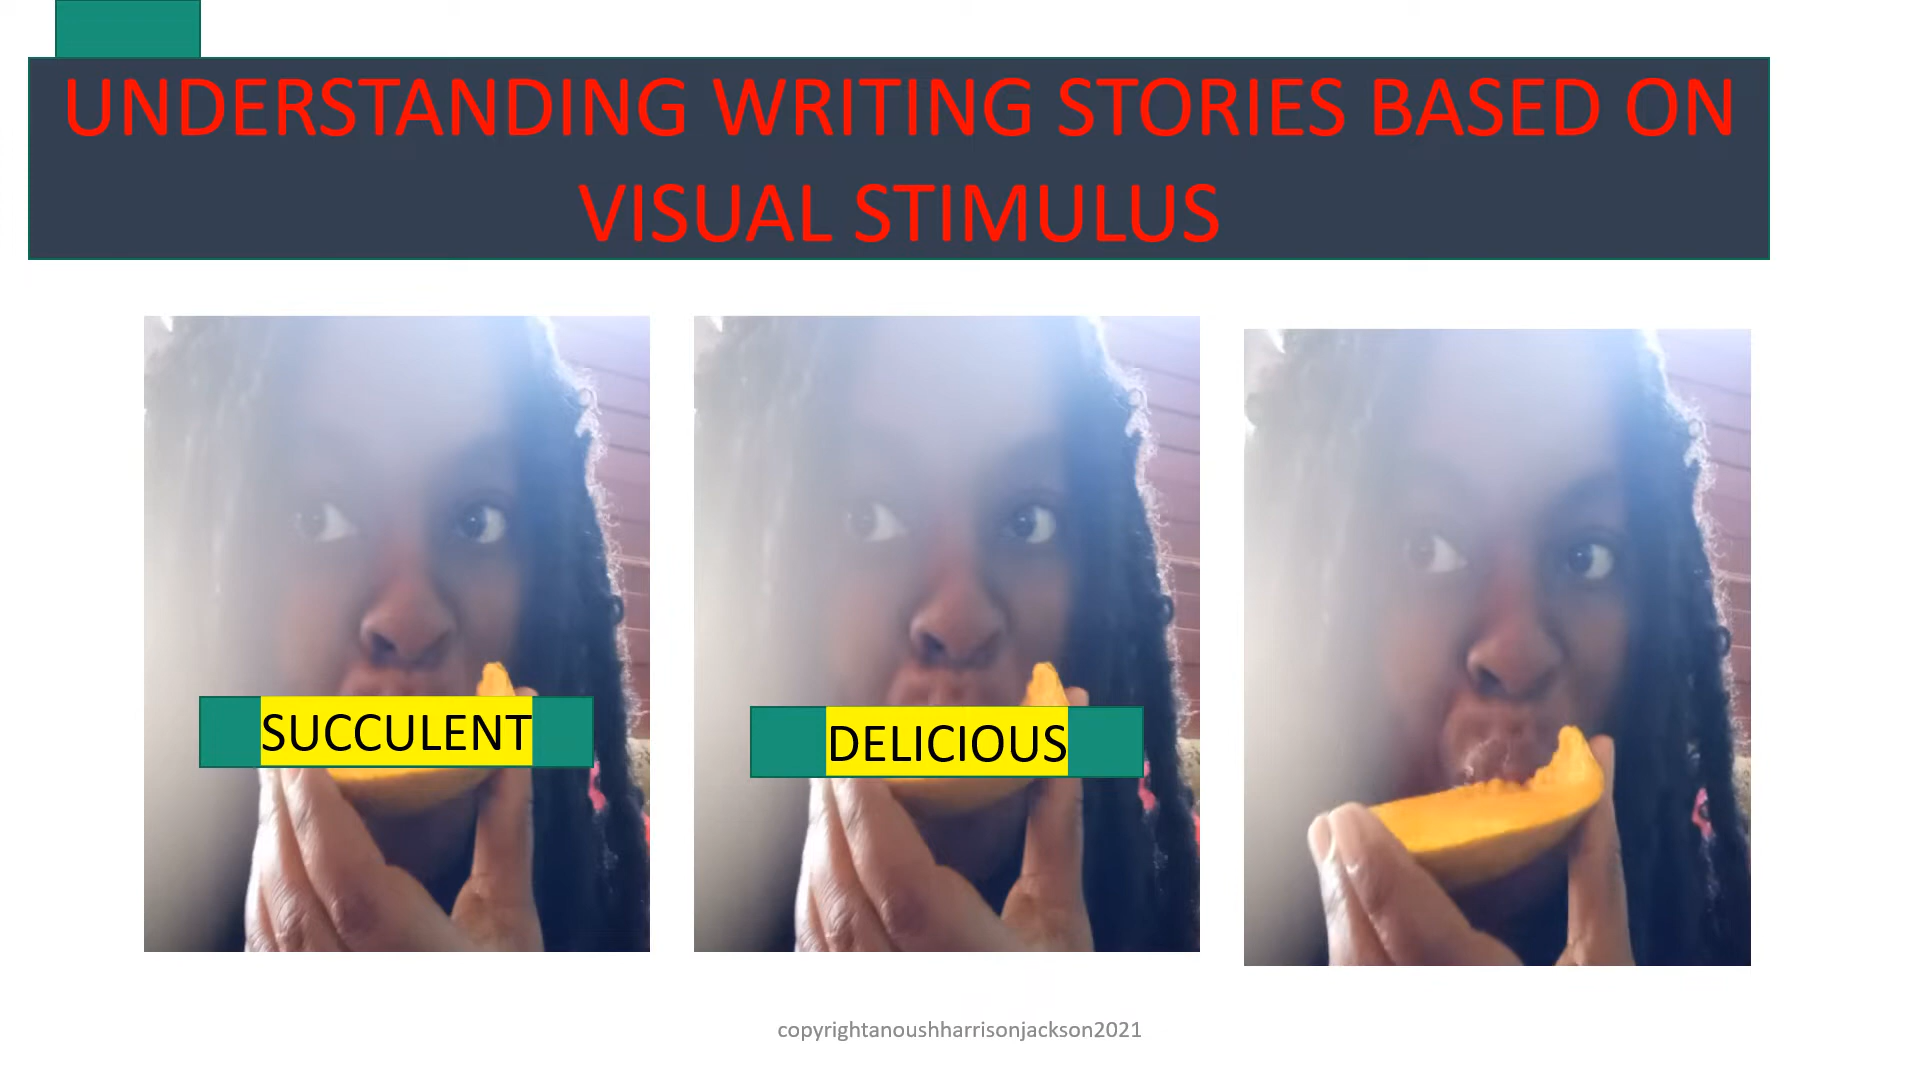 UNDERSTANDING WRITING STORIES BASED ON
VISUAL STIMULUS
SUCCULENT
DELICIOUS
copyrightanoushharrisonjackson2021